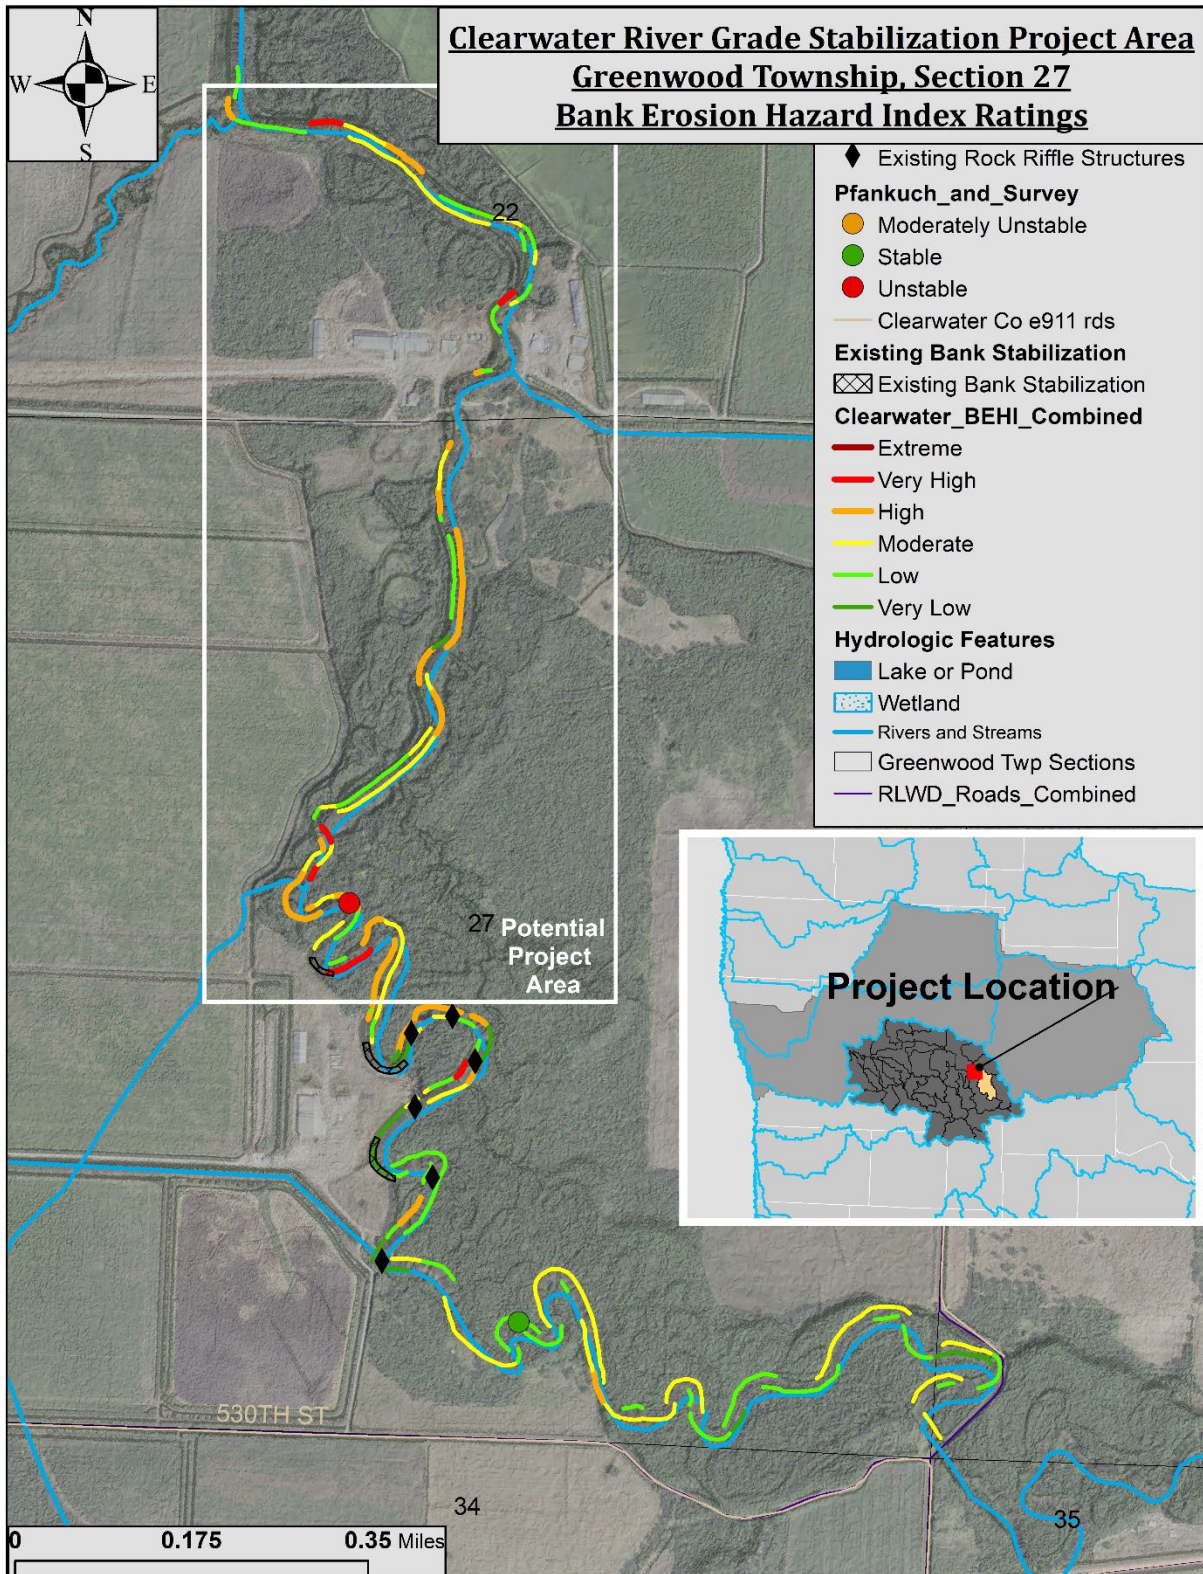 N
W
E
S
Clearwater River Grade Stabilization Project Area
Greenwood Township, Section 27
Bank Erosion Hazard Index Ratings
Existing Rock Riffle Structures
Pfankuch_and_Survey
Moderately Unstable
Stable
Unstable
Clearwater Co e911 rds
Existing Bank Stabilization
Existing Bank Stabilization
Clearwater_BEHI_Combined
Extreme
Very High
High
Moderate
Low
Very Low
Hydrologic Features
Lake or Pond
Wetland
Rivers and Streams
Greenwood Twp Sections
RLWD_Roads_Combined
22
27
Potential
Project
Area
Project Location
530TH ST
34
35
0 0.175 0.35 Miles